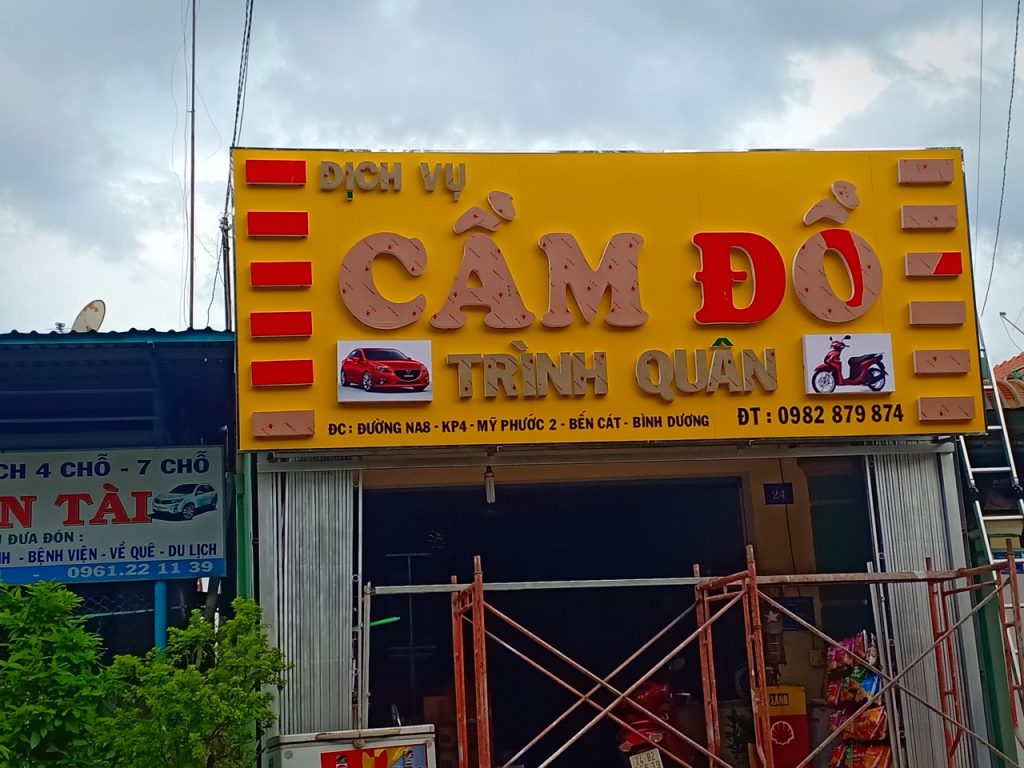 DỊCH VỤ
CẦM ĐỒ
TRÌNH QUÂN
ĐC: ĐƯỜNG NA8 - KP4 - MỸ PHƯỚC 2 - BẾN CÁT - BÌNH DƯƠNG
ĐT : 0982 879 874
CH 4 CHỖ - 7 CHỖ
N TÀI
ĐƯA ĐÓN :
- BỆNH VIỆN - VỀ QUÊ - DU LỊCH
- 0961.22 11 39
24
XĂNG